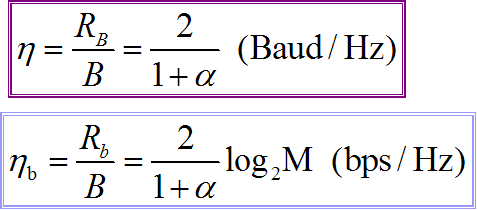 η = R_B / B = 2 / (1+α) (Baud/Hz)
η_b = R_b / B = 2 / (1+α) log₂M (bps/Hz)